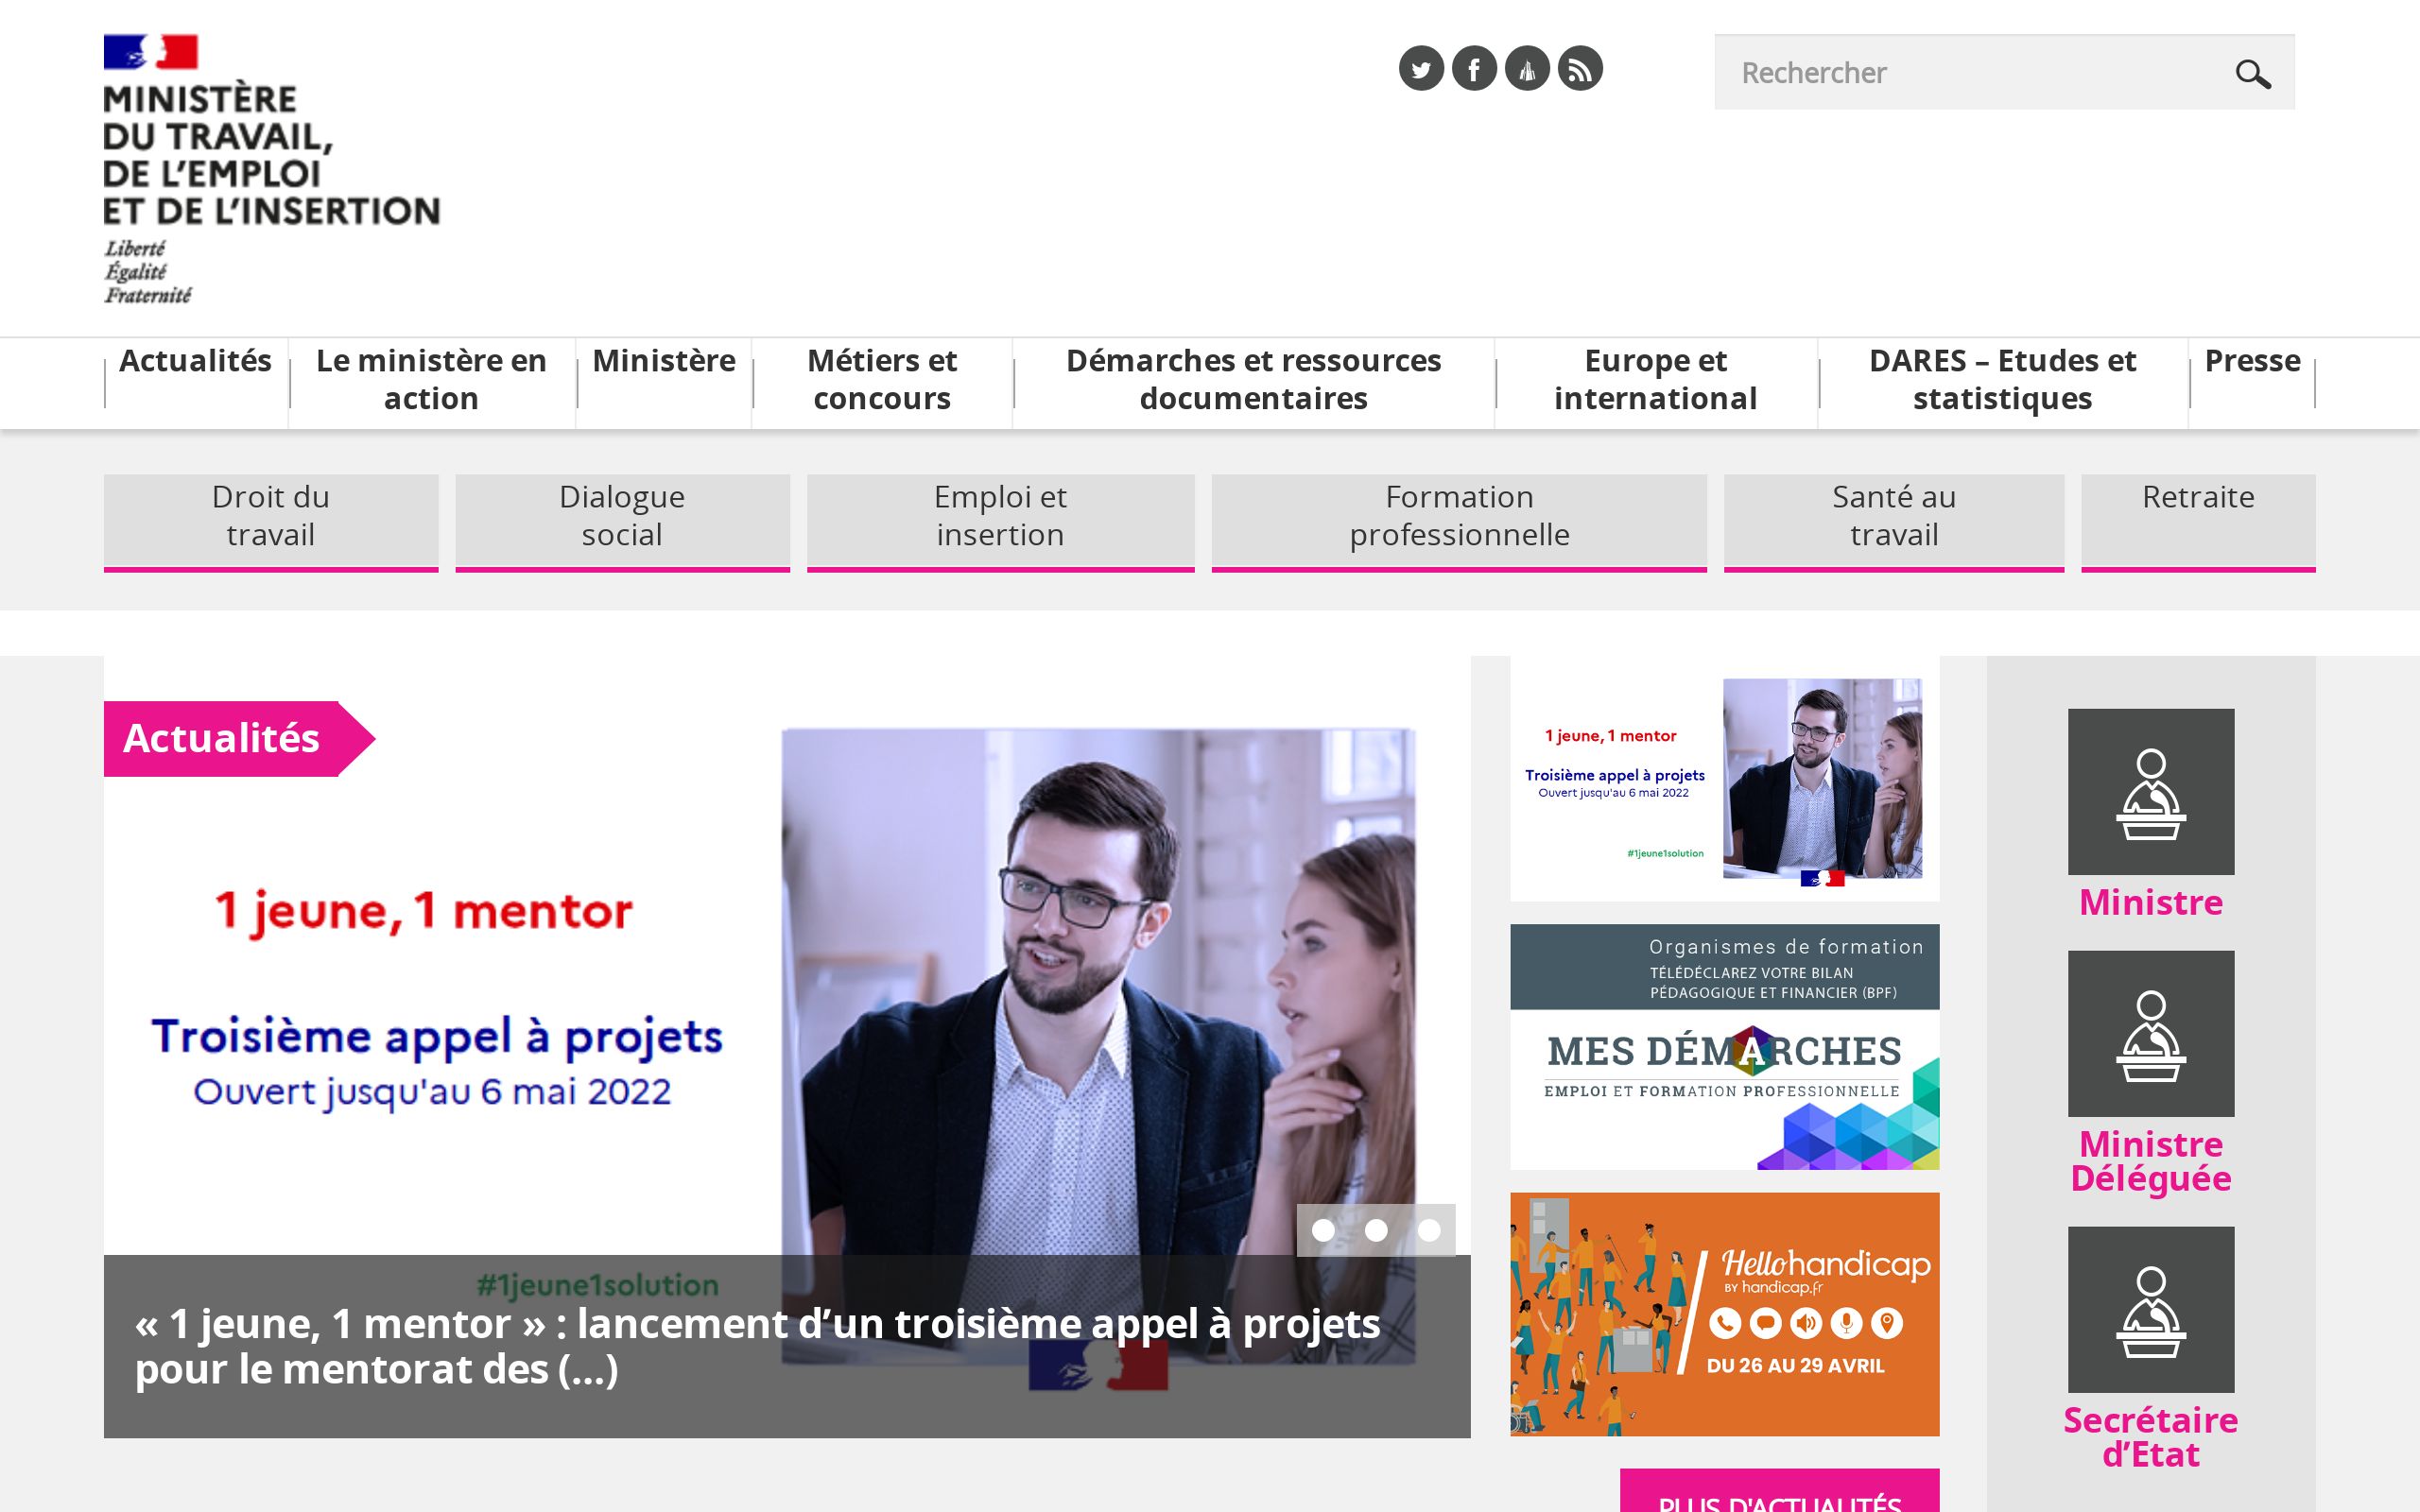 MINISTÈRE
DU TRAVAIL,
DE L'EMPLOI
ET DE L'INSERTION
Liberté
Égalité
Fraternité
Rechercher
Actualités
Le ministère en
action
Ministère
Métiers et
concours
Démarches et ressources
documentaires
Europe et
international
DARES – Etudes et
statistiques
Presse
Droit du
travail
Dialogue
social
Emploi et
insertion
Formation
professionnelle
Santé au
travail
Retraite
Actualités
1 jeune, 1 mentor
Troisième appel à projets
Ouvert jusqu'au 6 mai 2022
#1jeune1solution
« 1 jeune, 1 mentor » : lancement d’un troisième appel à projets
pour le mentorat des (...)
1 jeune, 1 mentor
Troisième appel à projets
Ouvert jusqu'au 6 mai 2022
#1jeune1solution
Organismes de formation
TÉLÉDÉCLAREZ VOTRE BILAN
PÉDAGOGIQUE ET FINANCIER (BPF)
MES DÉMARCHES
EMPLOI ET FORMATION PROFESSIONNELLE
Hello handicap
BY handicap.fr
DU 26 AU 29 AVRIL
PLUS D'ACTUALITÉS
Ministre
Ministre
Déléguée
Secrétaire
d’Etat